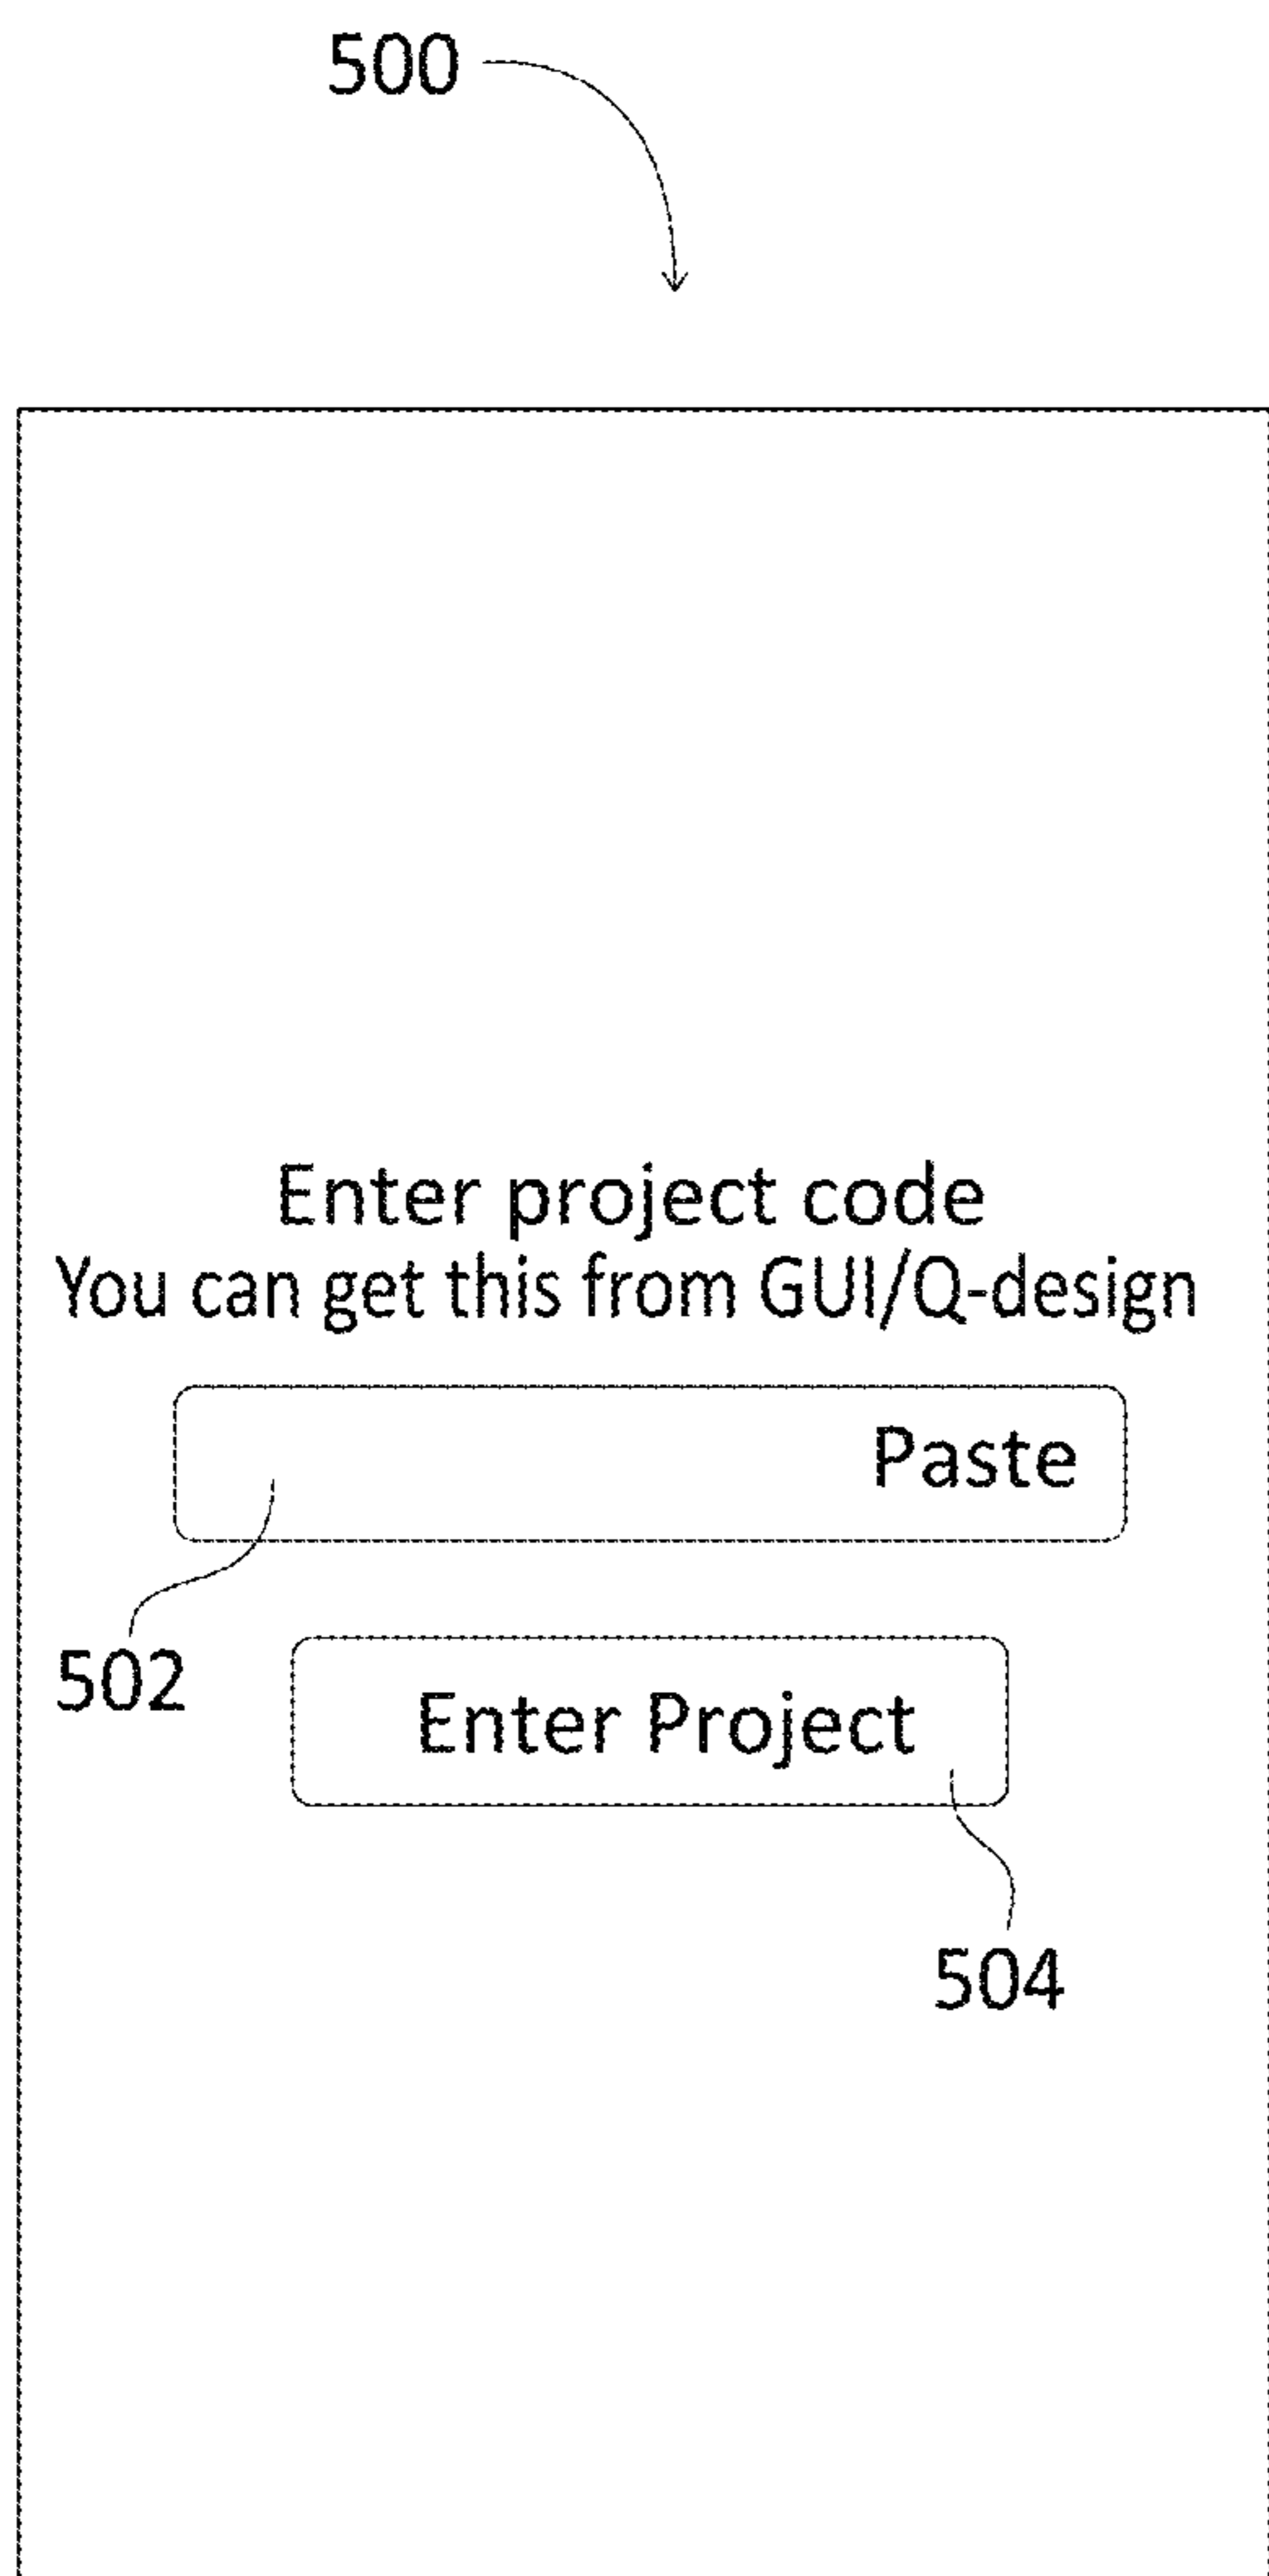 500
Enter project code
You can get this from GUI/Q-design
Paste
502
Enter Project
504